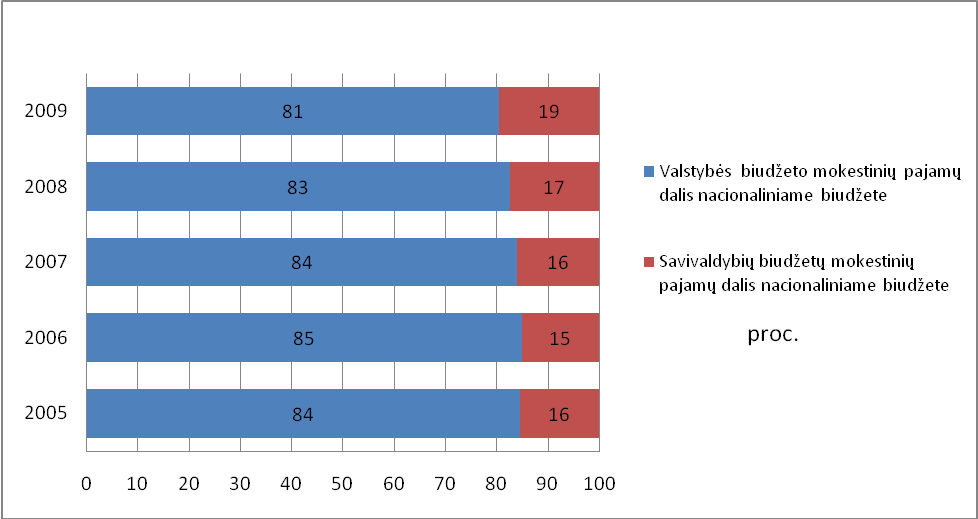 2009
81
19
2008
83
17
2007
84
16
2006
85
15
2005
84
16
0 10 20 30 40 50 60 70 80 90 100
Valstybės biudžeto mokestinių pajamų
dalis nacionaliniame biudžete
Savivaldybių biudžetų mokestinių
pajamų dalis nacionaliniame biudžete
proc.